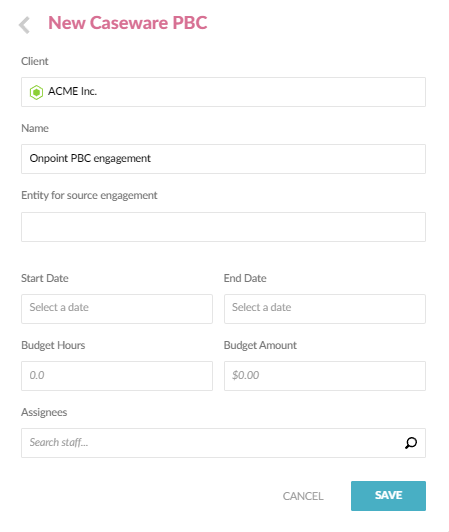 New Caseware PBC
Client
ACME Inc.
Name
Onpoint PBC engagement
Entity for source engagement
Start Date
End Date
Select a date
Select a date
Budget Hours
Budget Amount
0.0
$0.00
Assignees
Search staff...
CANCEL
SAVE